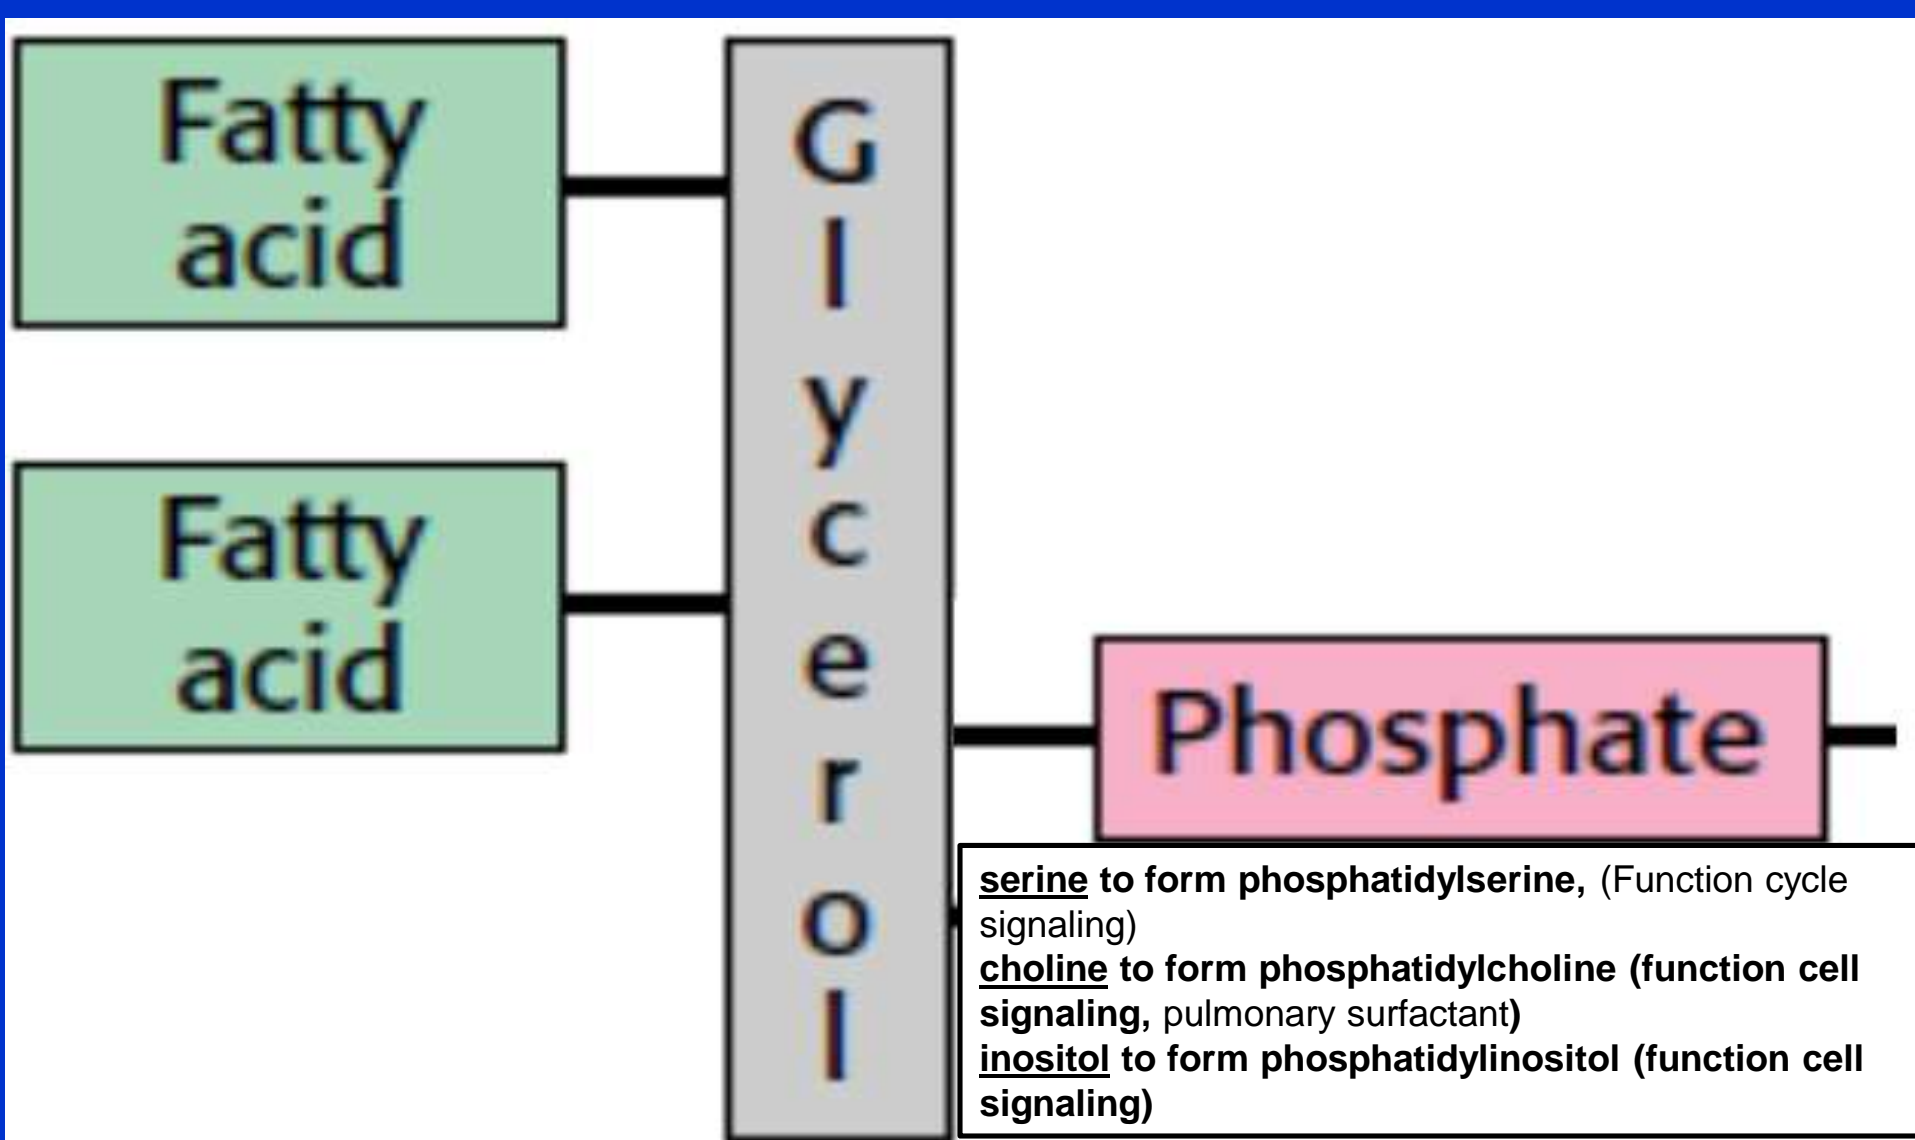 Fatty
acid
Glycerol
Fatty
acid
Phosphate
serine to form phosphatidylserine, (Function cycle
signaling)
choline to form phosphatidylcholine (function cell
signaling, pulmonary surfactant)
inositol to form phosphatidylinositol (function cell
signaling)